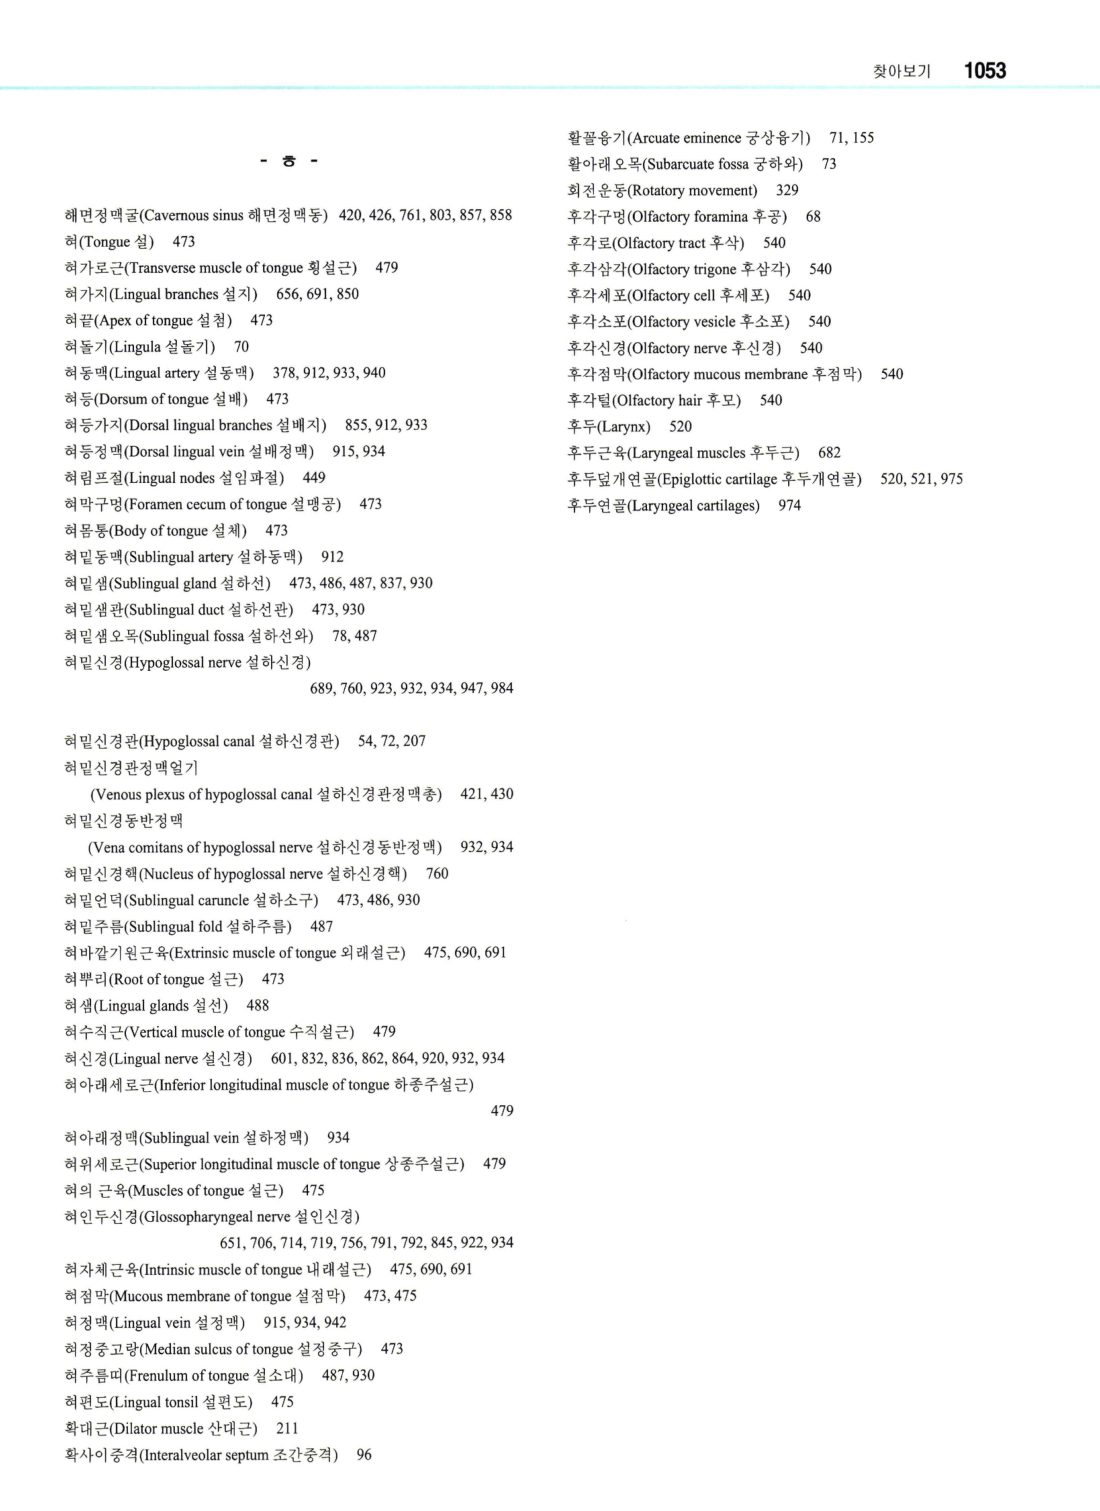 찾아보기 1053
- ㅎ -
해면정맥굴(Cavernous sinus 해면정맥동) 420, 426, 761, 803, 857, 858
혀(Tongue 설) 473
혀가로근(Transverse muscle of tongue 횡설근) 479
혀가지(Lingual branches 설지) 656, 691, 850
혀끝(Apex of tongue 설첨) 473
혀돌기(Lingula 설돌기) 70
혀동맥(Lingual artery 설동맥) 378, 912, 933, 940
혀등(Dorsum of tongue 설배) 473
혀등가지(Dorsal lingual branches 설배지) 855, 912, 933
혀등정맥(Dorsal lingual vein 설배정맥) 915, 934
혀림프절(Lingual nodes 설임파절) 449
혀막구멍(Foramen cecum of tongue 설맹공) 473
혀몸통(Body of tongue 설체) 473
혀밑동맥(Sublingual artery 설하동맥) 912
혀밑샘(Sublingual gland 설하선) 473, 486, 487, 837, 930
혀밑샘관(Sublingual duct 설하선관) 473, 930
혀밑샘오목(Sublingual fossa 설하선와) 78, 487
혀밑신경(Hypoglossal nerve 설하신경)
689, 760, 923, 932, 934, 947, 984
혀밑신경관(Hypoglossal canal 설하신경관) 54, 72, 207
혀밑신경관정맥얼기
(Venous plexus of hypoglossal canal 설하신경관정맥총) 421, 430
혀밑신경동반정맥
(Vena comitans of hypoglossal nerve 설하신경동반정맥) 932, 934
혀밑신경핵(Nucleus of hypoglossal nerve 설하신경핵) 760
혀밑언덕(Sublingual caruncle 설하소구) 473, 486, 930
혀밑주름(Sublingual fold 설하주름) 487
혀바깥기원근육(Extrinsic muscle of tongue 외래설근) 475, 690, 691
혀뿌리(Root of tongue 설근) 473
혀샘(Lingual glands 설선) 488
혀수직근(Vertical muscle of tongue 수직설근) 479
혀신경(Lingual nerve 설신경) 601, 832, 836, 862, 864, 920, 932, 934
혀아래세로근(Inferior longitudinal muscle of tongue 하종주설근)
479
혀아래정맥(Sublingual vein 설하정맥) 934
혀위세로근(Superior longitudinal muscle of tongue 상종주설근) 479
혀의 근육(Muscles of tongue 설근) 475
혀인두신경(Glossopharyngeal nerve 설인신경)
651, 706, 714, 719, 756, 791, 792, 845, 922, 934
혀자체근육(Intrinsic muscle of tongue 내래설근) 475, 690, 691
혀점막(Mucous membrane of tongue 설점막) 473, 475
혀정맥(Lingual vein 설정맥) 915, 934, 942
혀정중고랑(Median sulcus of tongue 설정중구) 473
혀주름띠(Frenulum of tongue 설소대) 487, 930
혀편도(Lingual tonsil 설편도) 475
확대근(Dilator muscle 산대근) 211
확사이중격(Interalveolar septum 조간중격) 96
활꼴융기(Arcuate eminence 궁상융기) 71, 155
활아래오목(Subarcuate fossa 궁하와) 73
회전운동(Rotatory movement) 329
후각구멍(Olfactory foramina 후공) 68
후각로(Olfactory tract 후삭) 540
후각삼각(Olfactory trigone 후삼각) 540
후각세포(Olfactory cell 후세포) 540
후각소포(Olfactory vesicle 후소포) 540
후각신경(Olfactory nerve 후신경) 540
후각점막(Olfactory mucous membrane 후점막) 540
후각털(Olfactory hair 후모) 540
후두(Larynx) 520
후두근육(Laryngeal muscles 후두근) 682
후두덮개연골(Epiglottic cartilage 후두개연골) 520, 521, 975
후두연골(Laryngeal cartilages) 974